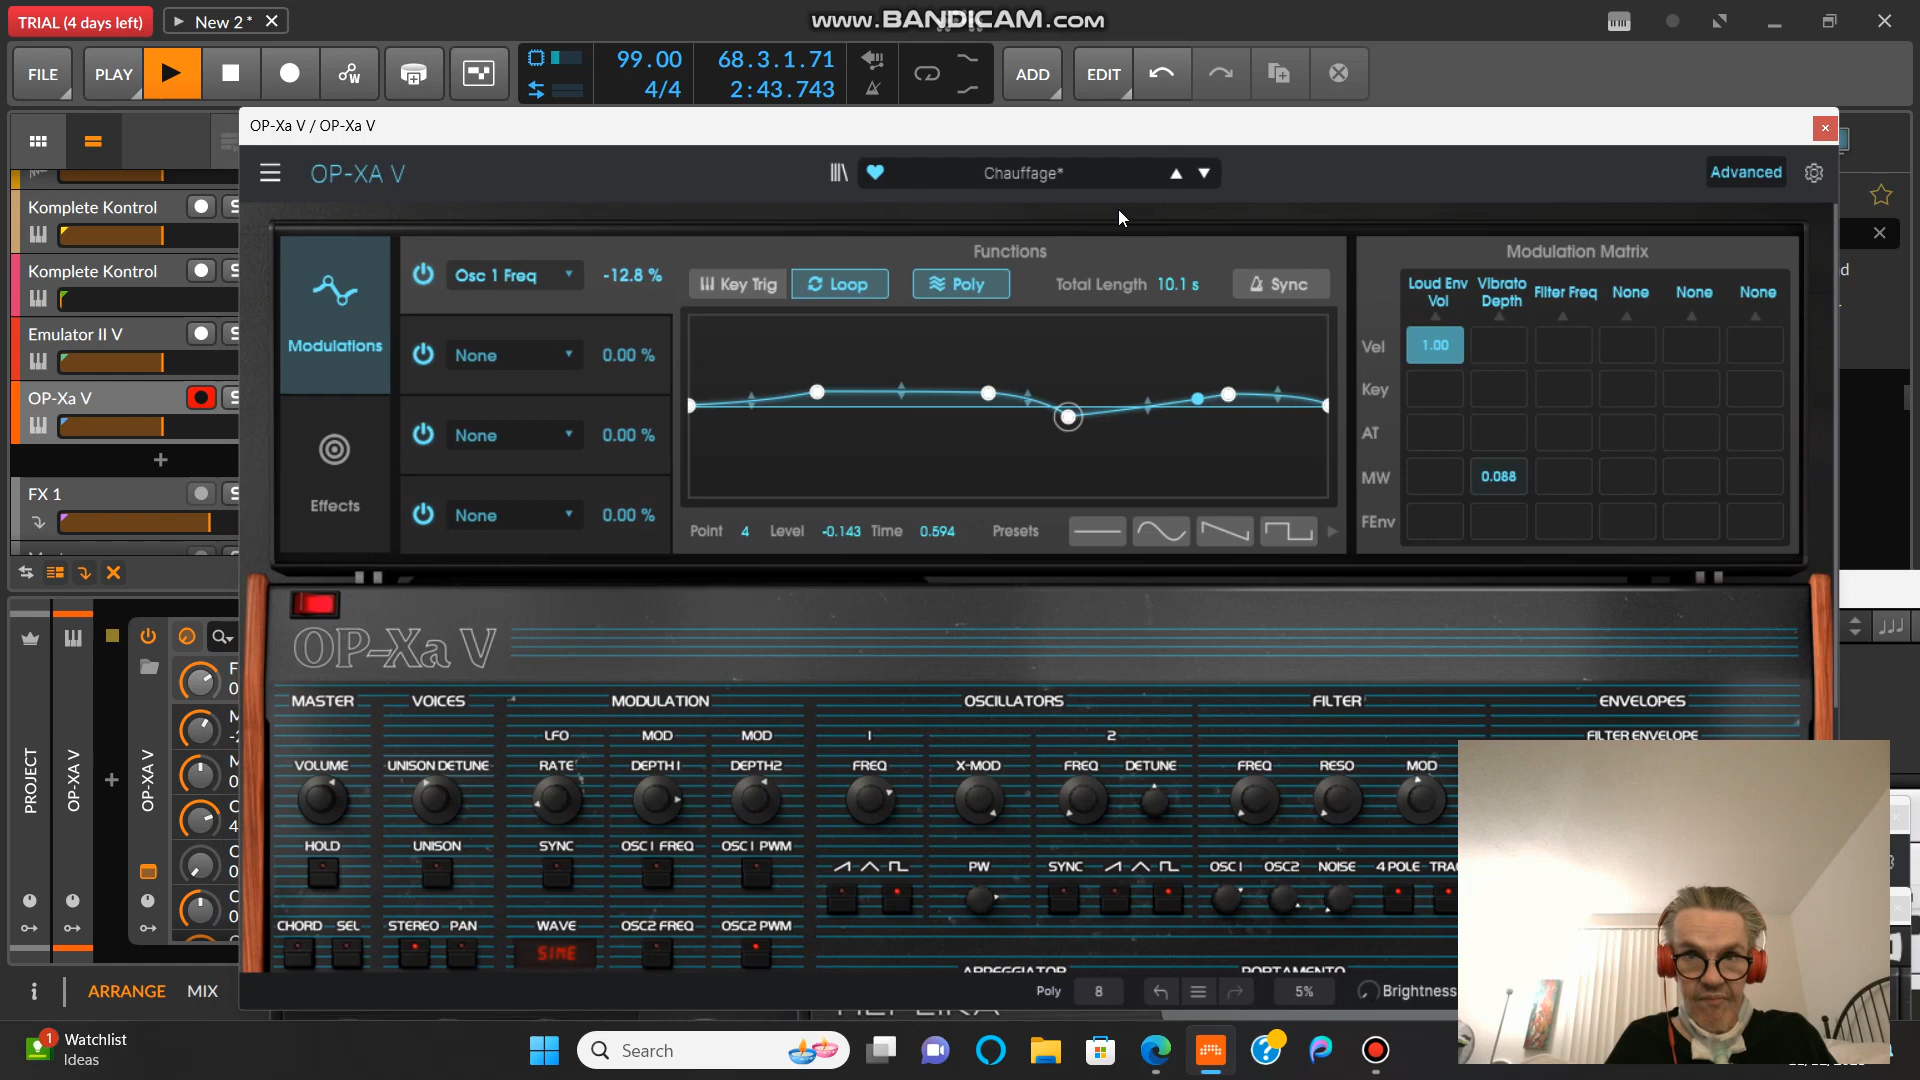 www.BANDICAM.com
TRIAL (4 days left)
New 2 *
FILE
PLAY
99.00
4/4
68.3.1.71
2:43.743
ADD
EDIT
OP-Xa V / OP-Xa V
OP-XA V
Chauffage*
Advanced
Komplete Kontrol
S
Komplete Kontrol
S
Emulator II V
S
OP-Xa V
S
FX 1
S
Modulations
Effects
Osc 1 Freq
-12.8 %
None
0.00 %
None
0.00 %
None
0.00 %
Functions
Key Trig
Loop
Poly
Total Length 10.1 s
Sync
Point 4 Level -0.143 Time 0.594 Presets
Modulation Matrix
Loud Env Vol
Vibrato Depth
Filter Freq
None
None
None
Vel
1.00
Key
AT
MW
0.088
FEnv
OP-Xa V
MASTER
VOICES
MODULATION
OSCILLATORS
FILTER
ENVELOPES
LFO
MOD
MOD
1
2
FILTER ENVELOPE
VOLUME
UNISON DETUNE
RATE
DEPTH 1
DEPTH2
FREQ
X-MOD
FREQ
DETUNE
FREQ
RESO
MOD
HOLD
UNISON
SYNC
OSC 1 FREQ
OSC 1 PWM
PW
SYNC
OSC 1
OSC2
NOISE
4 POLE
CHORD SEL
STEREO PAN
WAVE
OSC2 FREQ
OSC2 PWM
SINE
ARPEGGIATOR
PORTAMENTO
Poly
8
5%
Brightness
PROJECT
OP-XA V
OP-XA V
i
ARRANGE
MIX
Watchlist
Ideas
1
Search